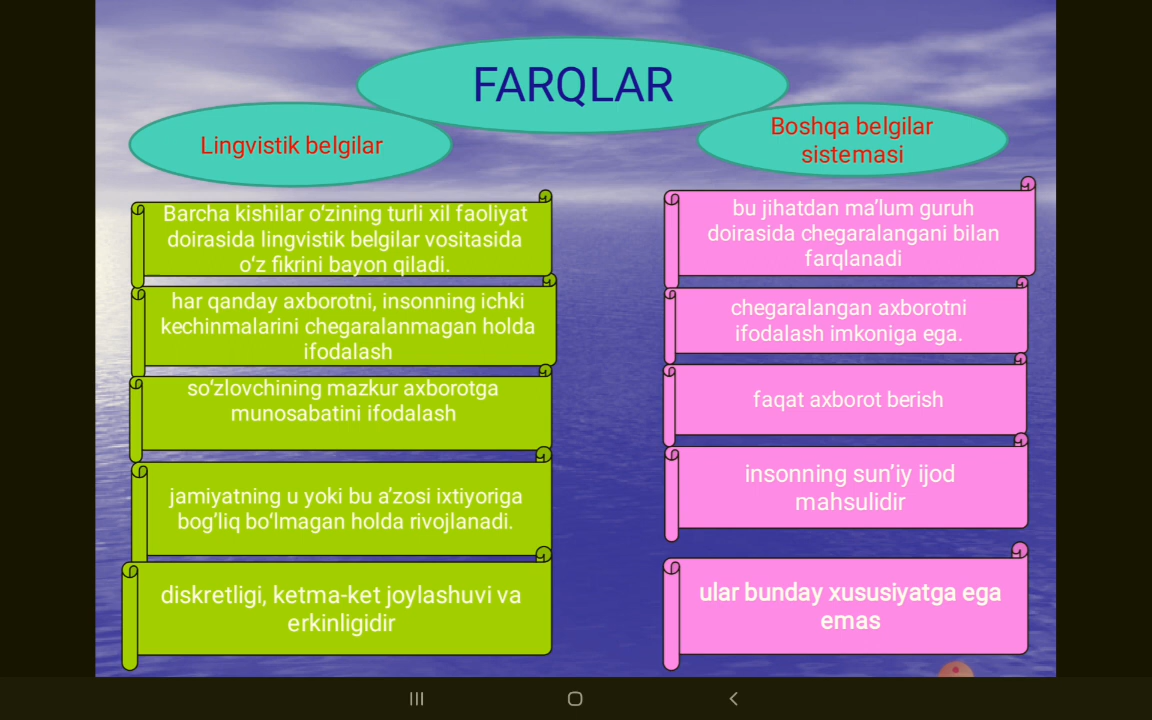 FARQLAR
Lingvistik belgilar
Boshqa belgilar
sistemasi
Barcha kishilar o‘zining turli xil faoliyat
doirasida lingvistik belgilar vositasida
o‘z fikrini bayon qiladi.
bu jihatdan ma’lum guruh
doirasida chegaralangani bilan
farqlanadi
har qanday axborotni, insonning ichki
kechinmalarini chegaralanmagan holda
ifodalash
chegaralangan axborotni
ifodalash imkoniga ega.
so‘zlovchining mazkur axborotga
munosabatini ifodalash
faqat axborot berish
jamiyatning u yoki bu a’zosi ixtiyoriga
bog‘liq bo‘lmagan holda rivojlanadi.
insonning sun’iy ijod
mahsulidir
diskretligi, ketma-ket joylashuvi va
erkinligidir
ular bunday xususiyatga ega
emas